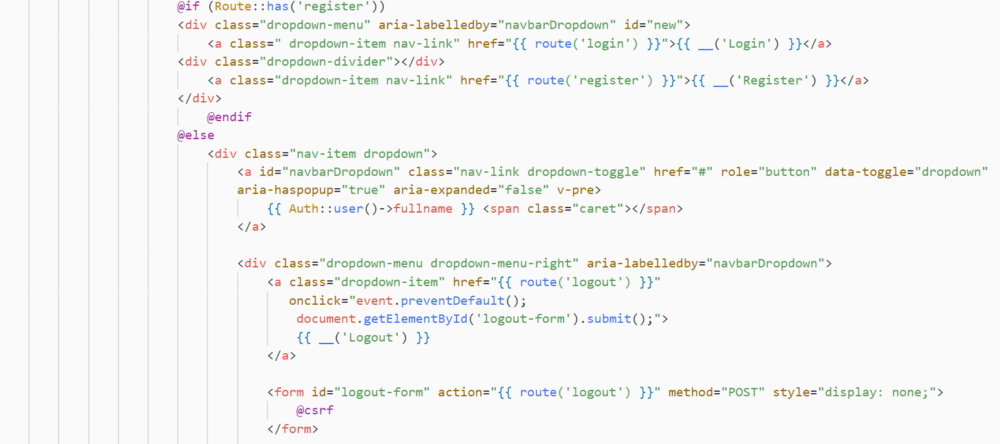 @if (Route::has('register'))
<div class="dropdown-menu" aria-labelledby="navbarDropdown" id="new">
<a class=" dropdown-item nav-link" href="{{ route('login') }}">{{ __('Login') }}</a>
<div class="dropdown-divider"></div>
<a class="dropdown-item nav-link" href="{{ route('register') }}">{{ __('Register') }}</a>
</div>
@endif
@else
<div class="nav-item dropdown">
<a id="navbarDropdown" class="nav-link dropdown-toggle" href="#" role="button" data-toggle="dropdown"
aria-haspopup="true" aria-expanded="false" v-pre>
{{ Auth::user()->fullname }} <span class="caret"></span>
</a>
<div class="dropdown-menu dropdown-menu-right" aria-labelledby="navbarDropdown">
<a class="dropdown-item" href="{{ route('logout') }}"
onclick="event.preventDefault();
document.getElementById('logout-form').submit();">
{{ __('Logout') }}
</a>
<form id="logout-form" action="{{ route('logout') }}" method="POST" style="display: none;">
@csrf
</form>